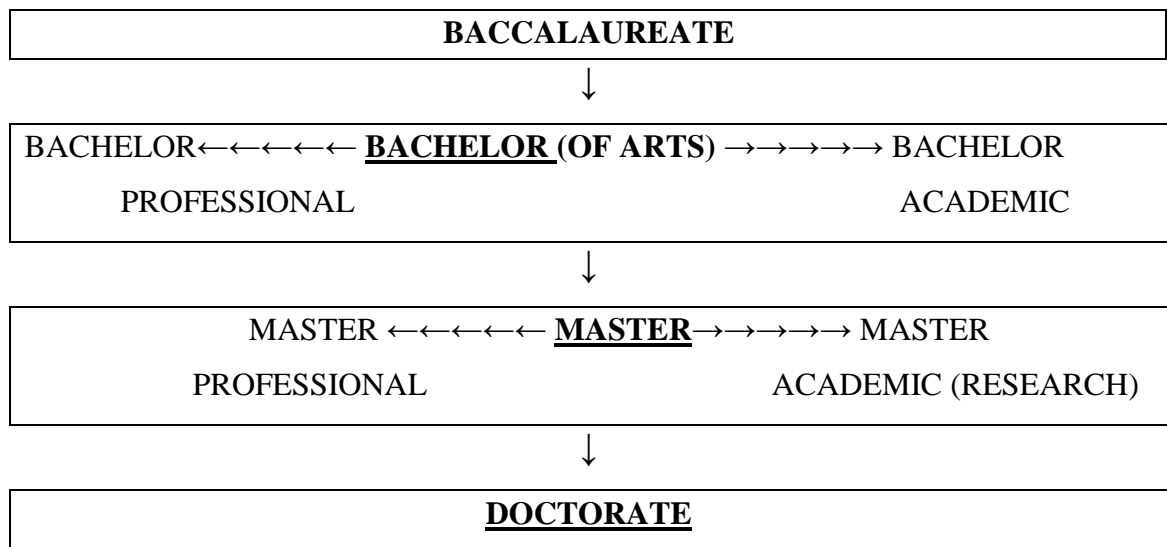 BACCALAUREATE
↓
BACHELOR←←←←← BACHELOR (OF ARTS) →→→→→ BACHELOR
PROFESSIONAL ACADEMIC
↓
MASTER ←←←←← MASTER→→→→→ MASTER
PROFESSIONAL ACADEMIC (RESEARCH)
↓
DOCTORATE